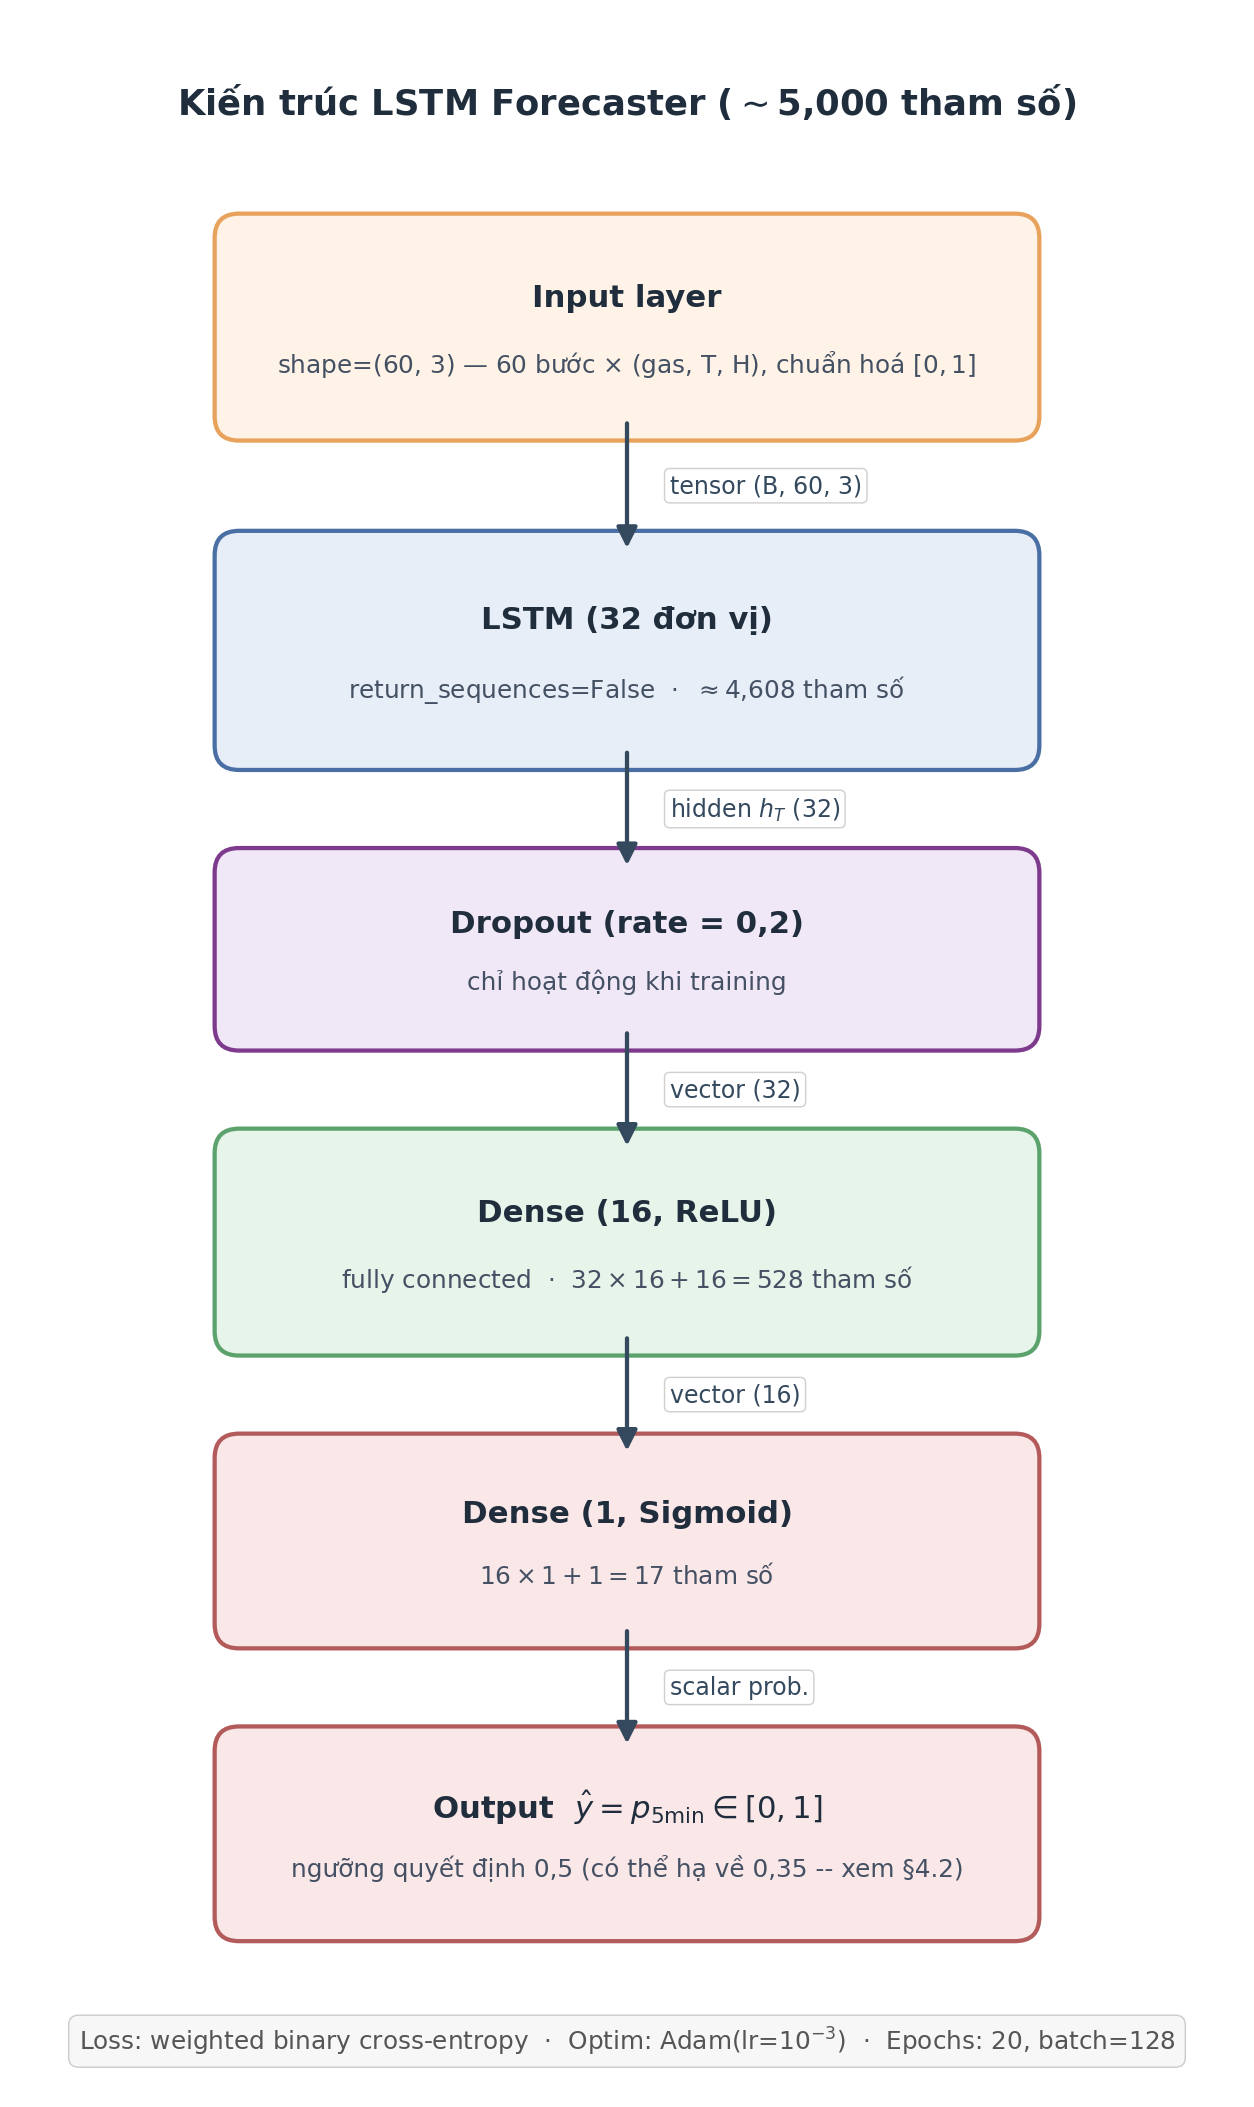 Kiến trúc LSTM Forecaster ( ∼ 5,000 tham số)
Input layer
shape=(60, 3) — 60 bước × (gas, T, H), chuẩn hoá [0, 1]
tensor (B, 60, 3)
LSTM (32 đơn vị)
return_sequences=False · ≈ 4,608 tham số
hidden h_T (32)
Dropout (rate = 0,2)
chỉ hoạt động khi training
vector (32)
Dense (16, ReLU)
fully connected · 32 × 16 + 16 = 528 tham số
vector (16)
Dense (1, Sigmoid)
16 × 1 + 1 = 17 tham số
scalar prob.
Output ŷ = p_5min ∈ [0, 1]
ngưỡng quyết định 0,5 (có thể hạ về 0,35 -- xem §4.2)
Loss: weighted binary cross-entropy · Optim: Adam(lr=10⁻³) · Epochs: 20, batch=128